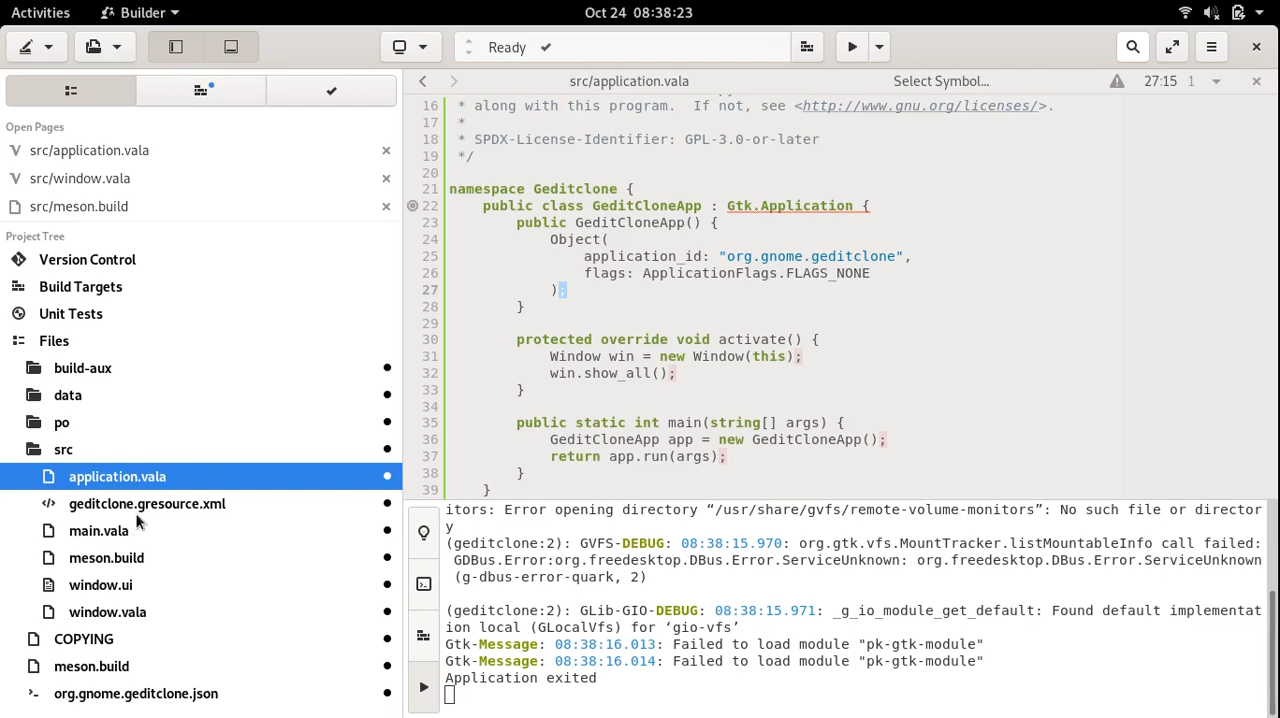 Activities
Builder
Oct 24 08:38:23
Ready
Open Pages
src/application.vala
src/window.vala
src/meson.build
Project Tree
Version Control
Build Targets
Unit Tests
Files
build-aux
data
po
src
application.vala
geditclone.gresource.xml
main.vala
meson.build
window.ui
window.vala
COPYING
meson.build
org.gnome.geditclone.json
src/application.vala
Select Symbol...
27:15 1
16 * along with this program. If not, see <http://www.gnu.org/licenses/>.
17 *
18 * SPDX-License-Identifier: GPL-3.0-or-later
19 */
20
21 namespace Geditclone {
22 public class GeditCloneApp : Gtk.Application {
23 public GeditCloneApp() {
24 Object(
25 application_id: "org.gnome.geditclone",
26 flags: ApplicationFlags.FLAGS_NONE
27 );
28 }
29
30 protected override void activate() {
31 Window win = new Window(this);
32 win.show_all();
33 }
34
35 public static int main(string[] args) {
36 GeditCloneApp app = new GeditCloneApp();
37 return app.run(args);
38 }
39 }
itors: Error opening directory “/usr/share/gvfs/remote-volume-monitors”: No such file or director
y
(geditclone:2): GVFS-DEBUG: 08:38:15.970: org.gtk.vfs.MountTracker.listMountableInfo call failed:
GDBus.Error:org.freedesktop.DBus.Error.ServiceUnknown: org.freedesktop.DBus.Error.ServiceUnknown
(g-dbus-error-quark, 2)
(geditclone:2): GLib-GIO-DEBUG: 08:38:15.971: _g_io_module_get_default: Found default implementat
ion local (GLocalVfs) for ‘gio-vfs’
Gtk-Message: 08:38:16.013: Failed to load module "pk-gtk-module"
Gtk-Message: 08:38:16.014: Failed to load module "pk-gtk-module"
Application exited